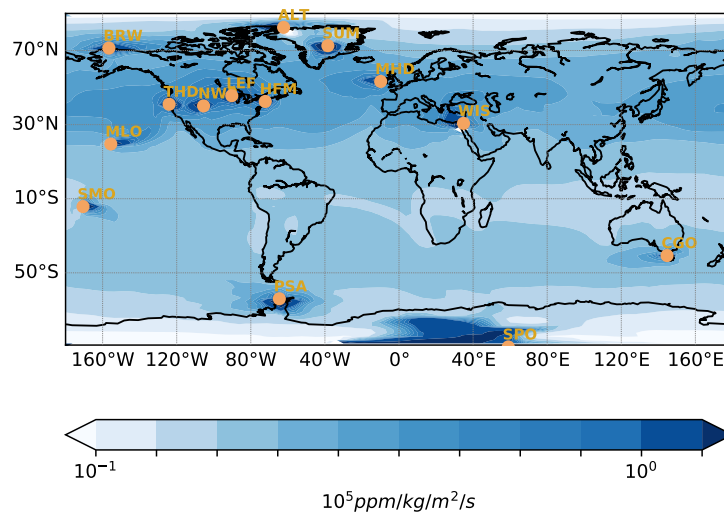 ALT
BRW
SUM
70°N
MHD
LEF
THD
NW
HFM
WIS
30°N
MLO
SMO
10°S
CGO
50°S
PSA
SPO
160°W 120°W 80°W 40°W 0° 40°E 80°E 120°E 160°E
10⁻¹ 10⁰
10⁵ppm/kg/m²/s